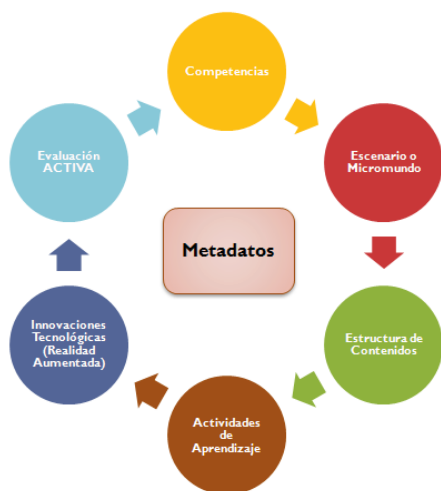 Competencias
Escenario o
Micromundo
Estructura de
Contenidos
Actividades
de
Aprendizaje
Innovaciones
Tecnológicas
(Realidad
Aumentada)
Evaluación
ACTIVA
Metadatos